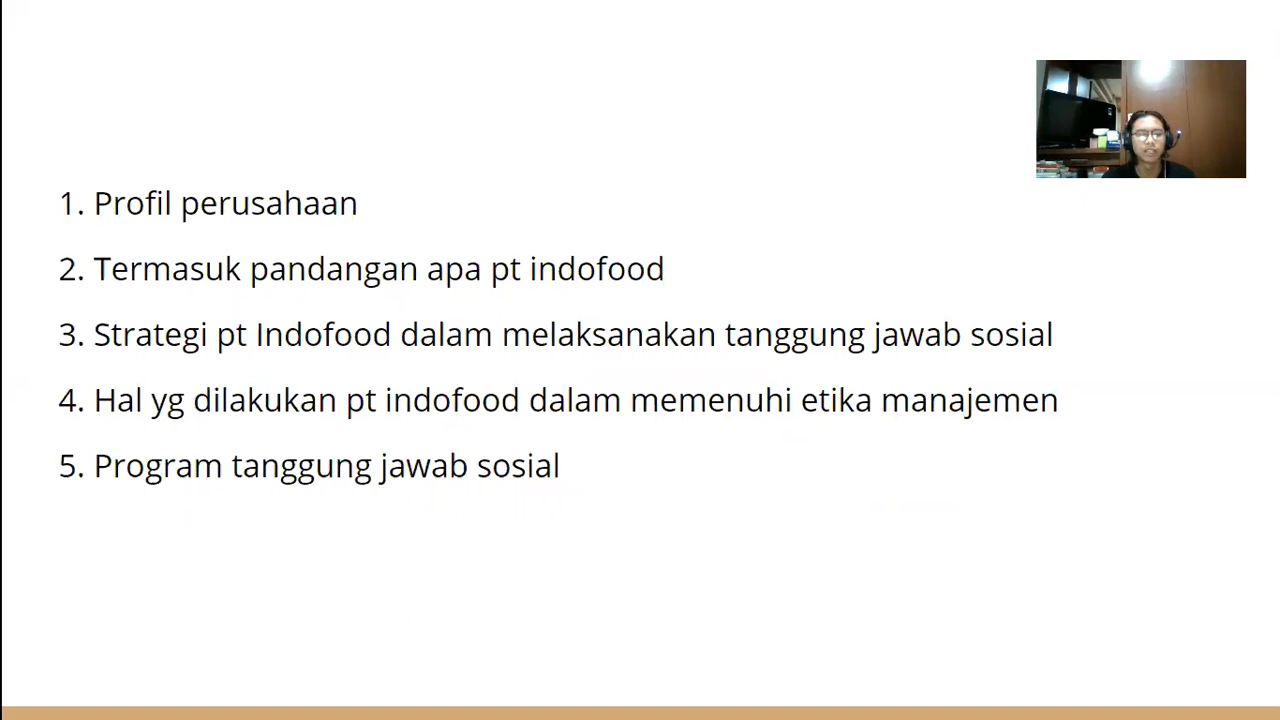 1. Profil perusahaan
2. Termasuk pandangan apa pt indofood
3. Strategi pt Indofood dalam melaksanakan tanggung jawab sosial
4. Hal yg dilakukan pt indofood dalam memenuhi etika manajemen
5. Program tanggung jawab sosial